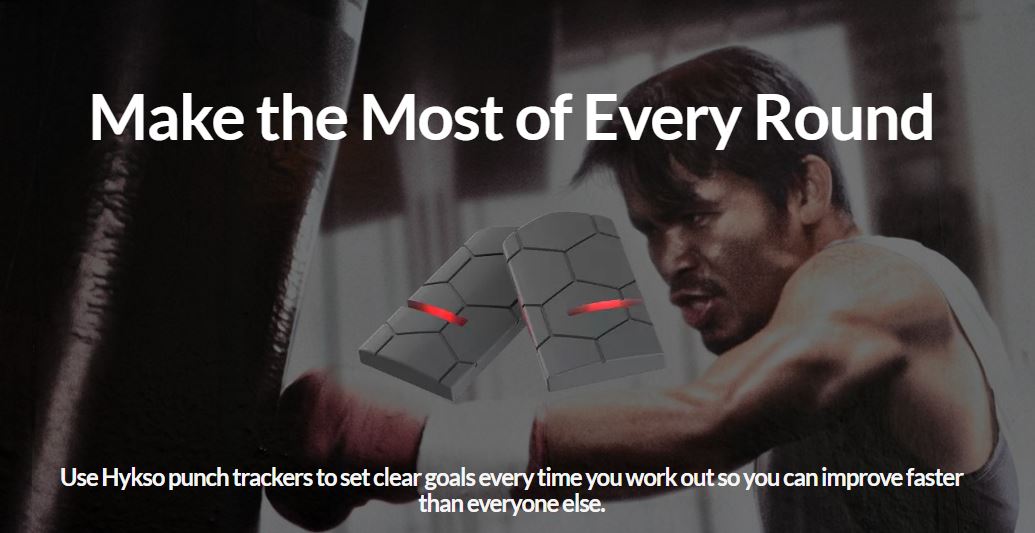 Make the Most of Every Round
Use Hykso punch trackers to set clear goals every time you work out so you can improve faster
than everyone else.